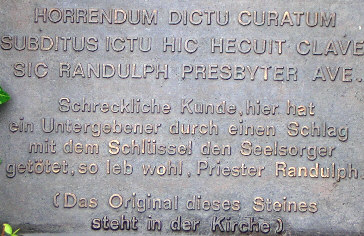 HORRENDUM DICTU CURATUM
SUBDITUS ICTU HIC HECUIT CLAVE
SIC RANDULPH PRESBYTER AVE.
Schreckliche Kunde, hier hat
ein Untergebener durch einen Schlag
mit dem Schlüssel den Seelsorger
getötet, so leb wohl, Priester Randulph.
(Das Original dieses Steines
steht in der Kirche)